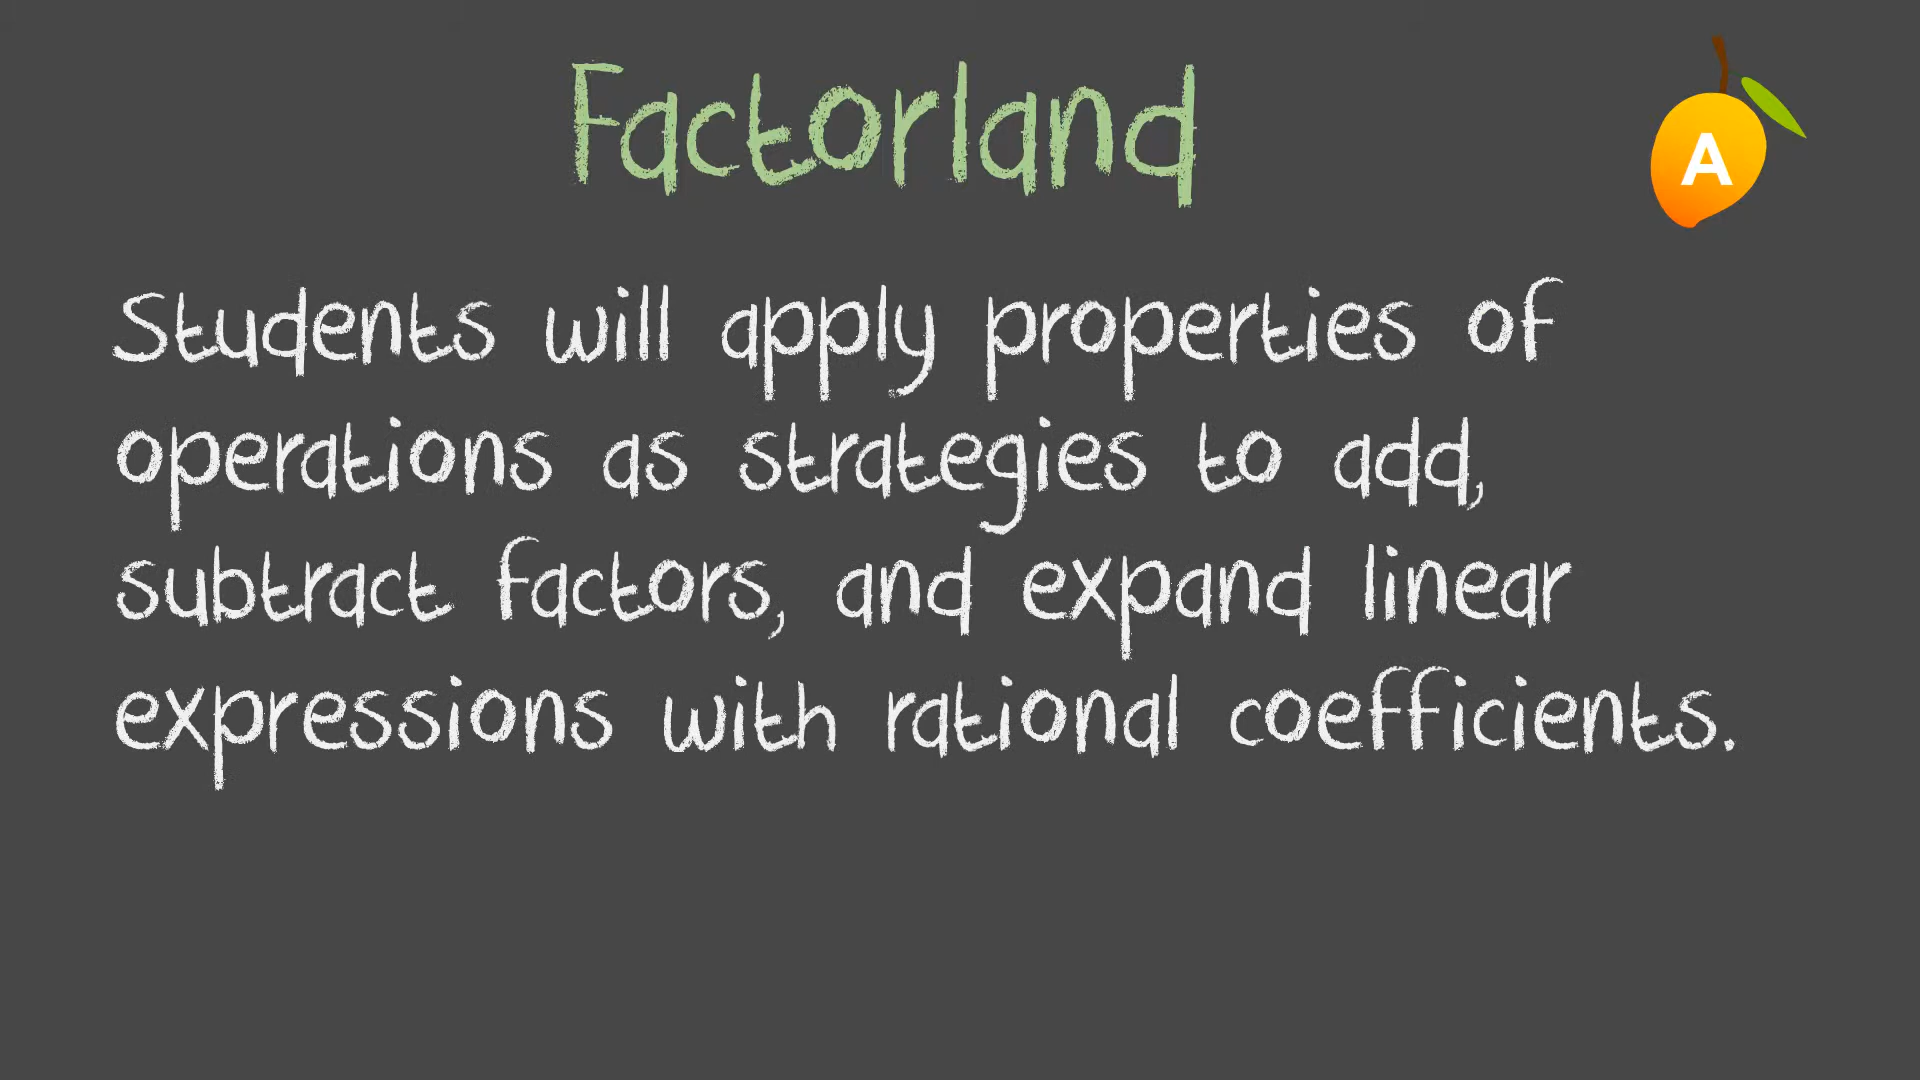 Factorland
A
Students will apply properties of
operations as strategies to add,
subtract factors, and expand linear
expressions with rational coefficients.